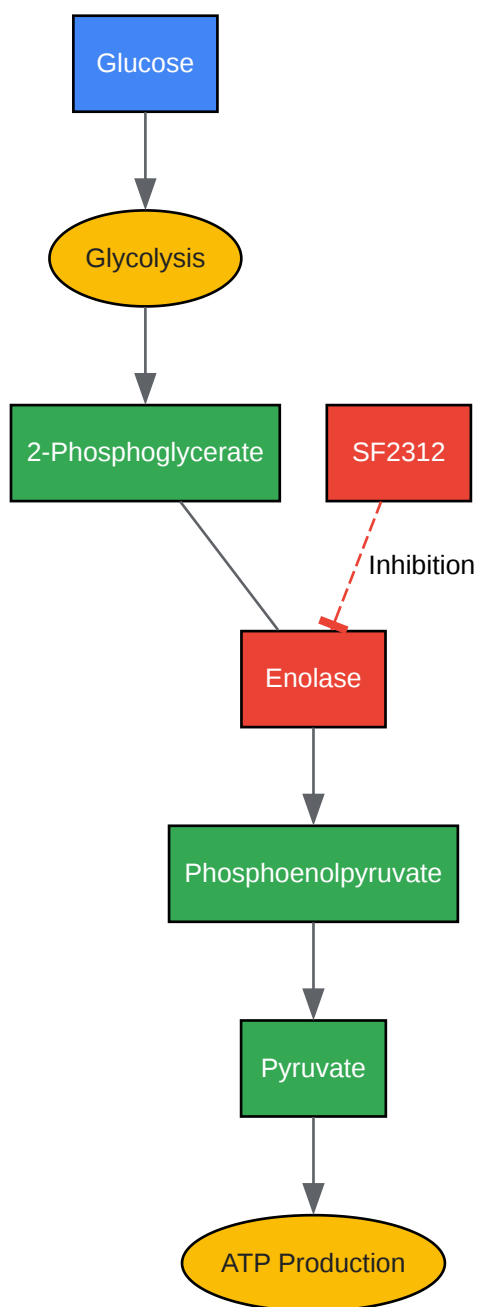 Glucose
Glycolysis
2-Phosphoglycerate
SF2312
Inhibition
Enolase
Phosphoenolpyruvate
Pyruvate
ATP Production